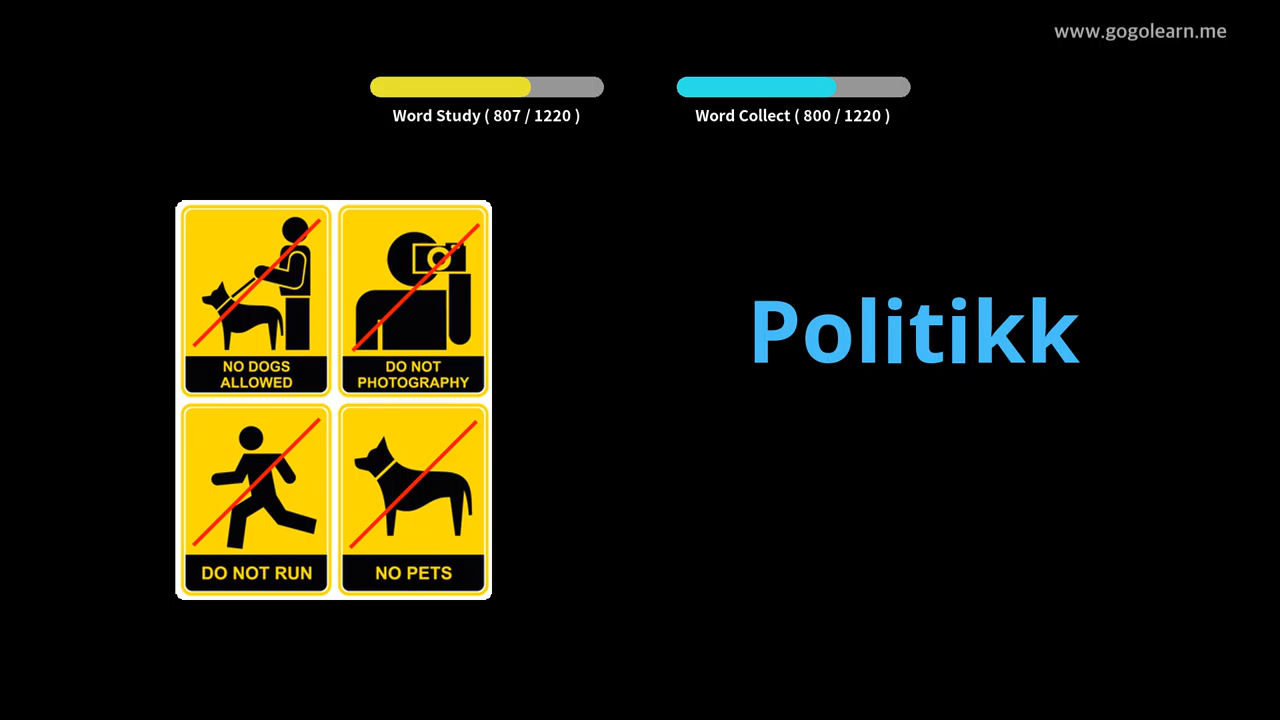 www.gogolearn.me
Word Study ( 807 / 1220 )
Word Collect ( 800 / 1220 )
NO DOGS
ALLOWED
DO NOT
PHOTOGRAPHY
Politikk
DO NOT RUN
NO PETS